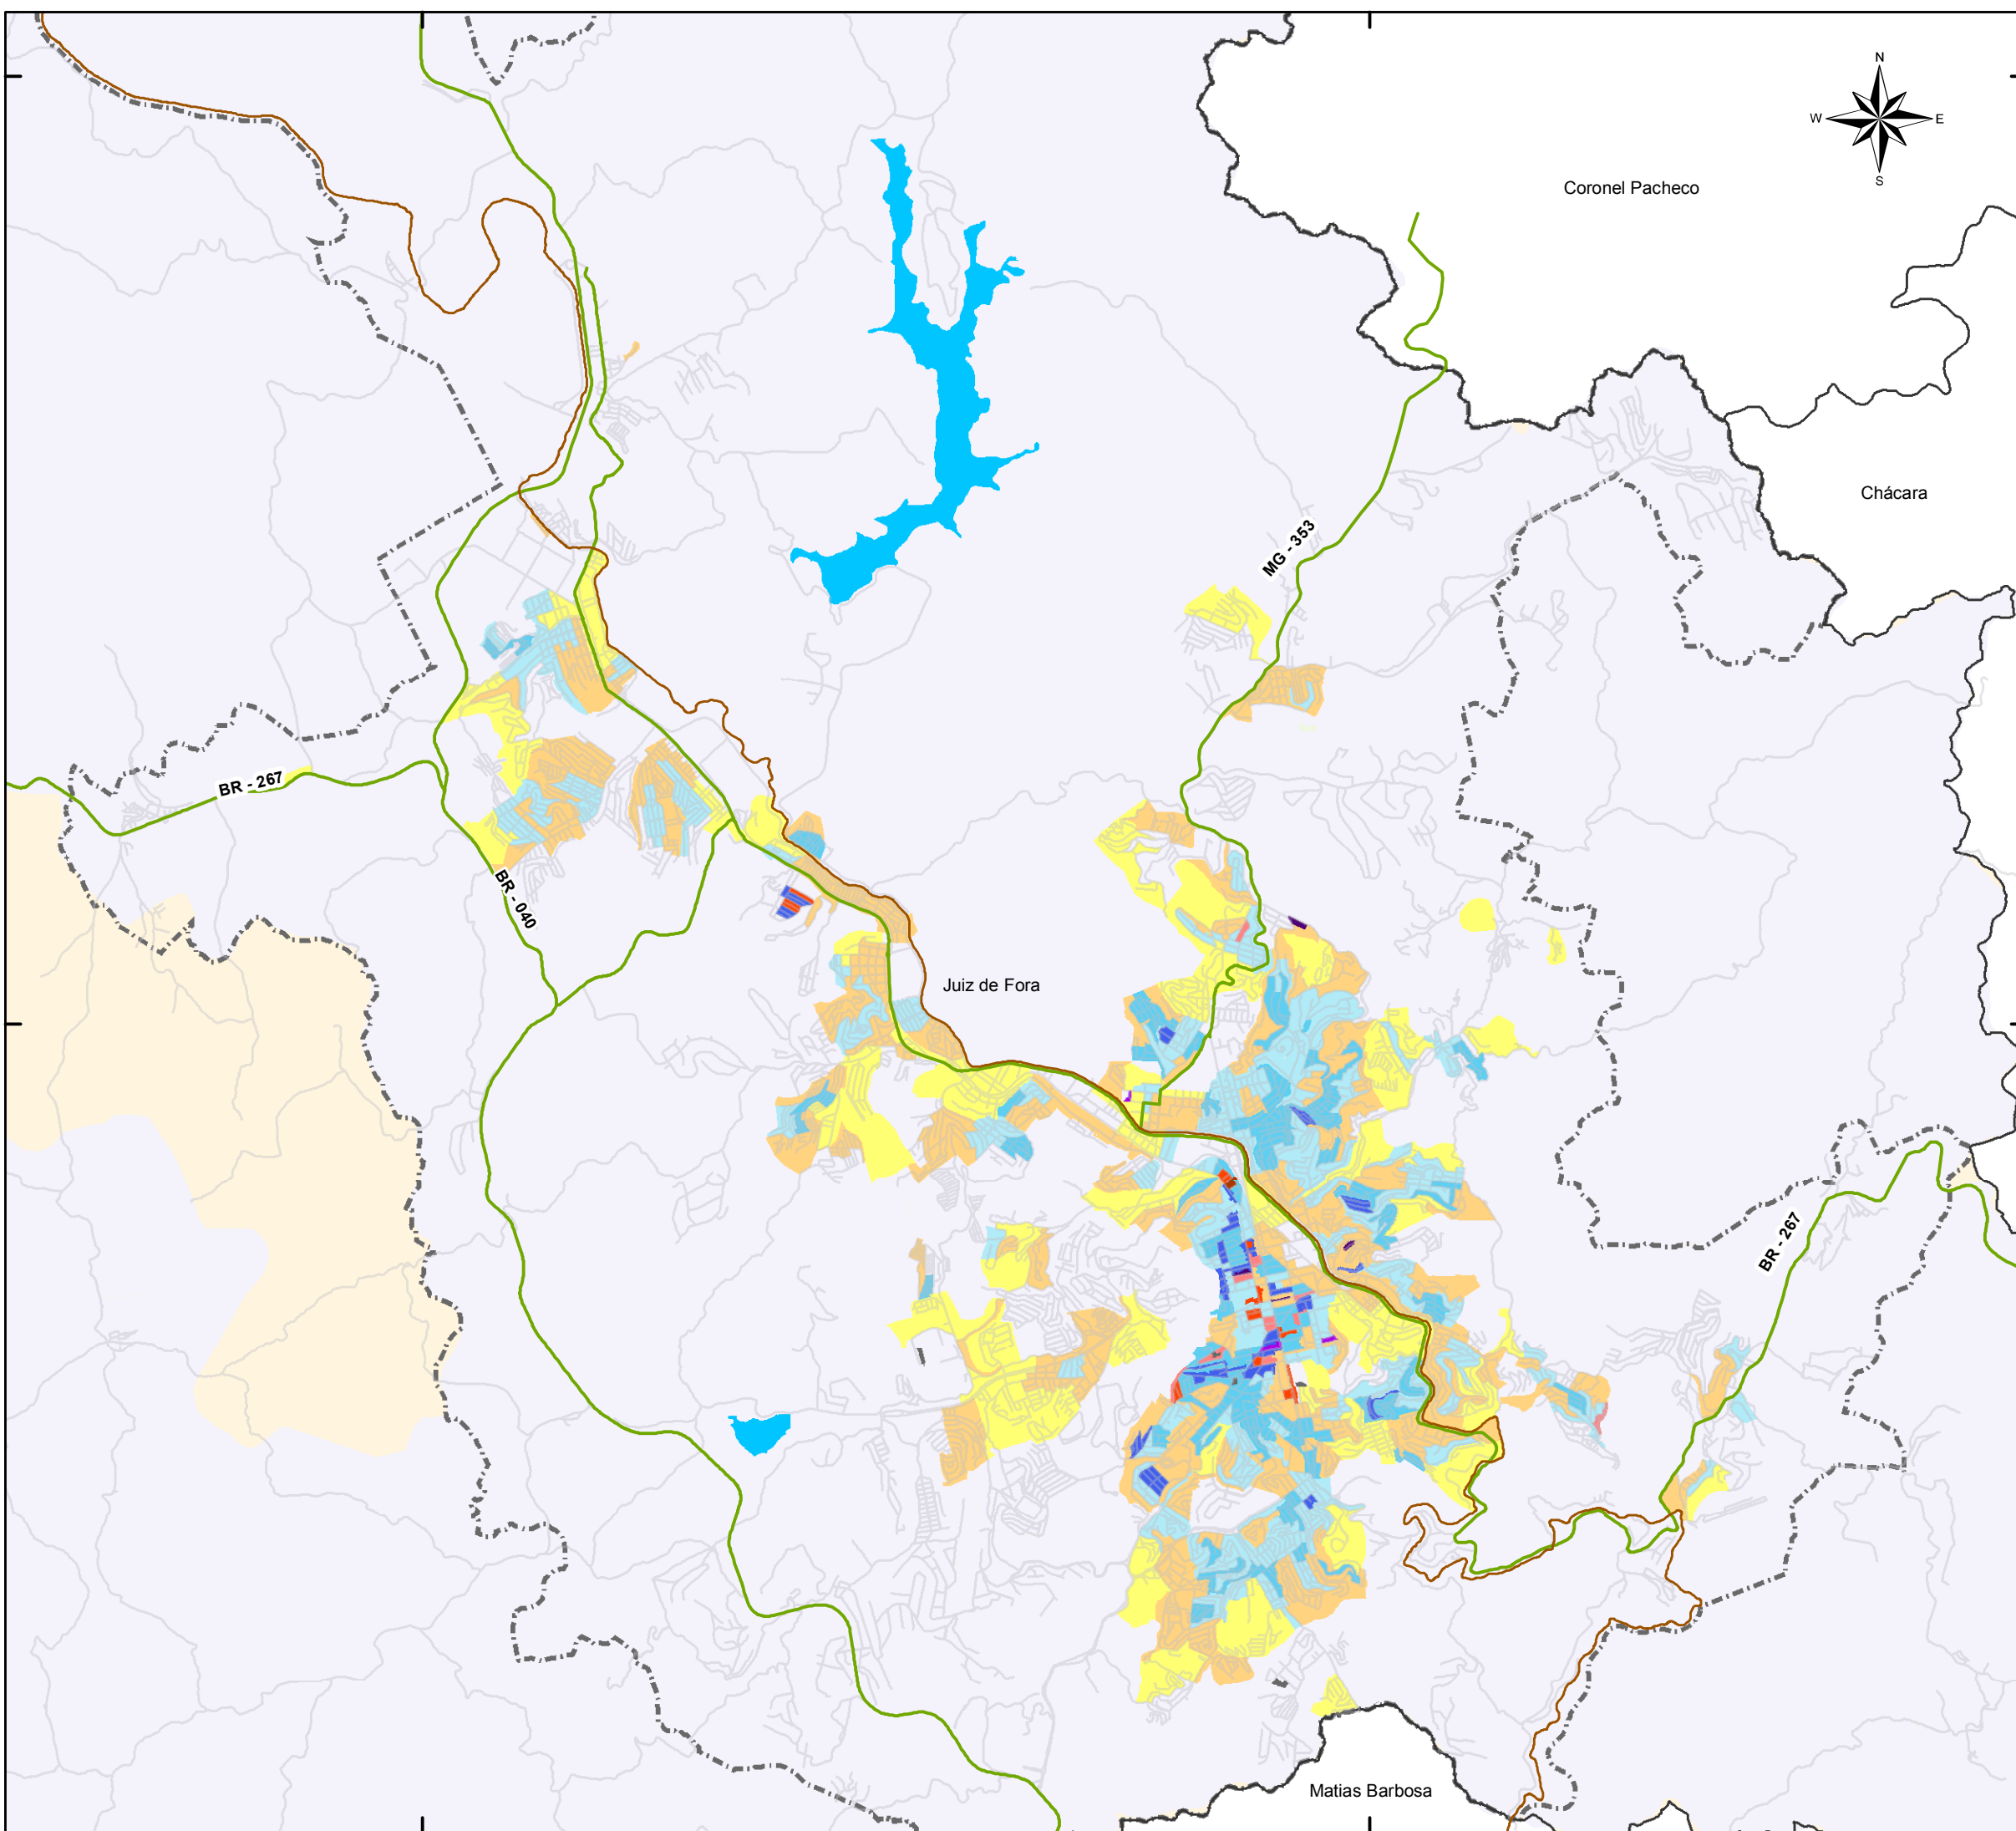 N
W E
S
Coronel Pacheco
Chácara
MG - 353
BR - 267
BR - 040
Juiz de Fora
BR - 267
Matias Barbosa